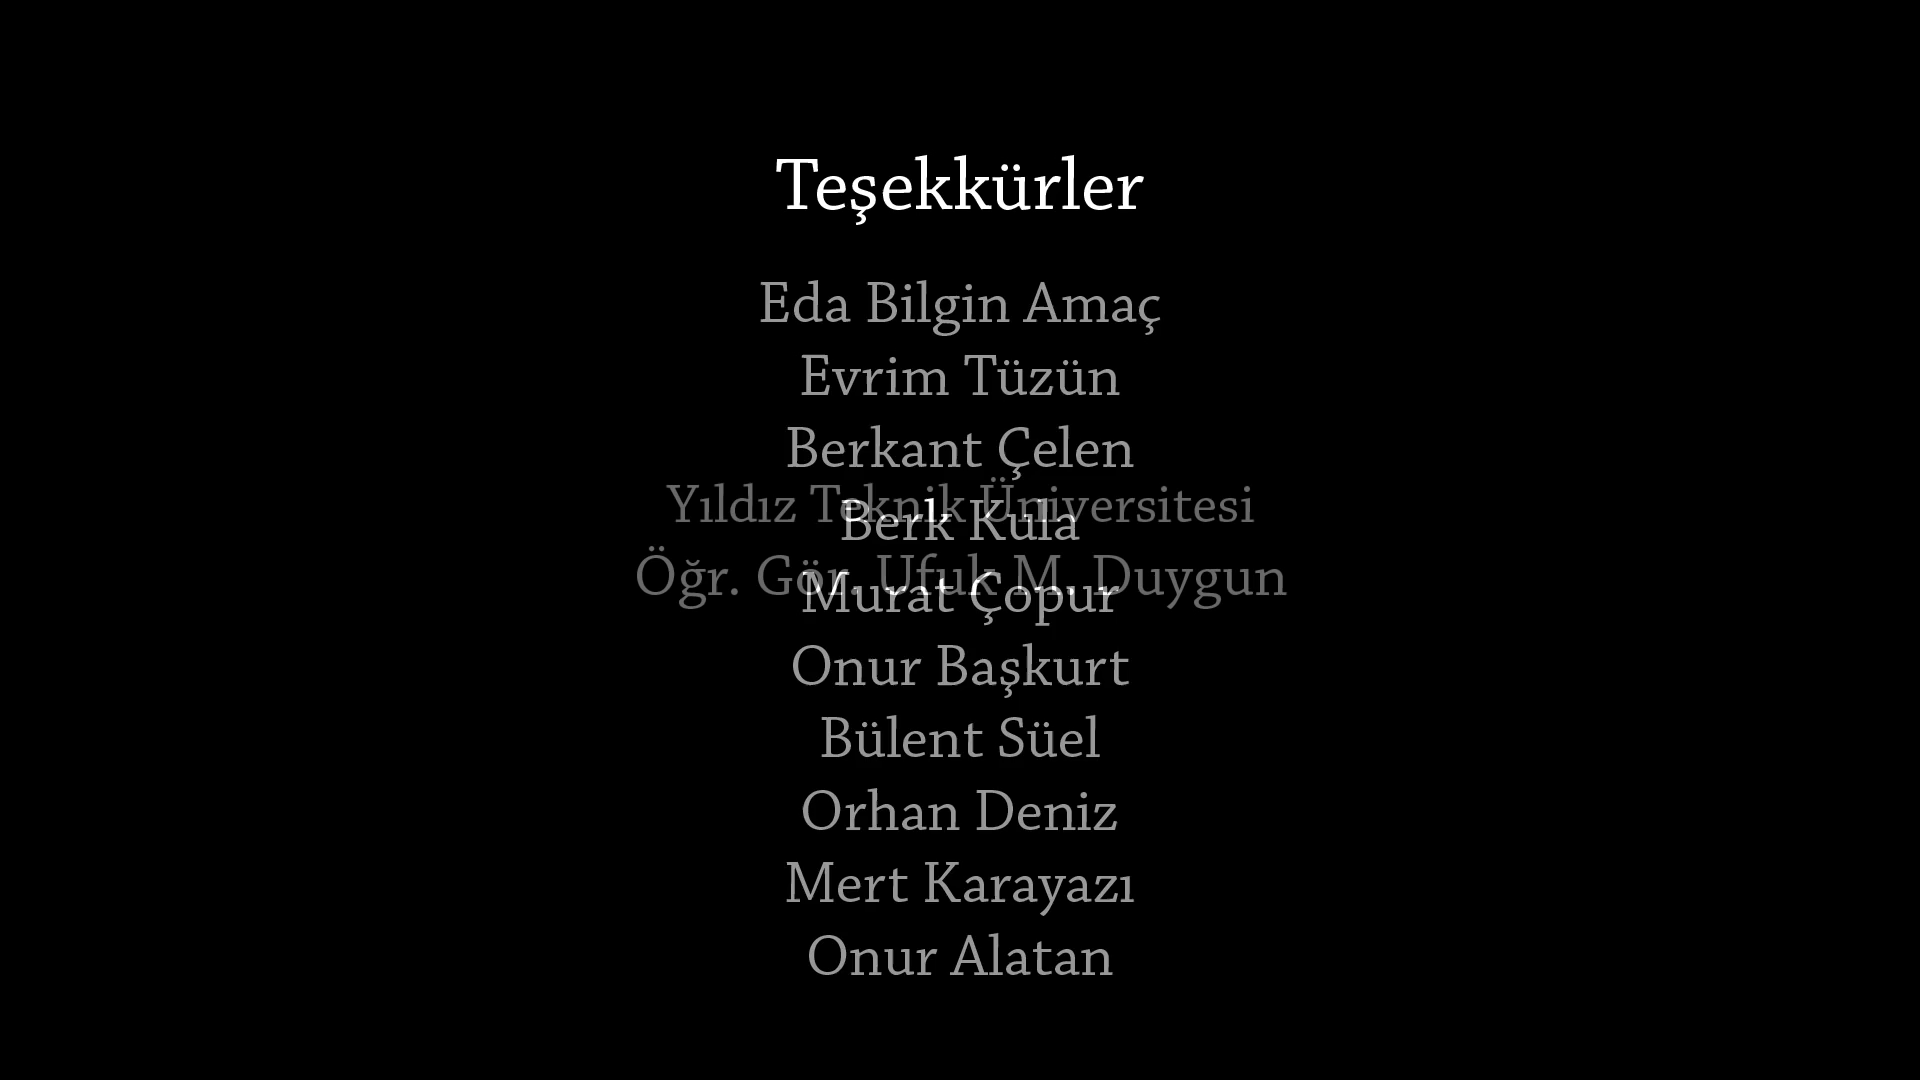 Teşekkürler
Eda Bilgin Amaç
Evrim Tüzün
Berkant Çelen
Yıldız Teknik Üniversitesi
Berk Kula
Öğr. Gör. Ufuk M. Duygun
Murat Çopur
Onur Başkurt
Bülent Süel
Orhan Deniz
Mert Karayazı
Onur Alatan